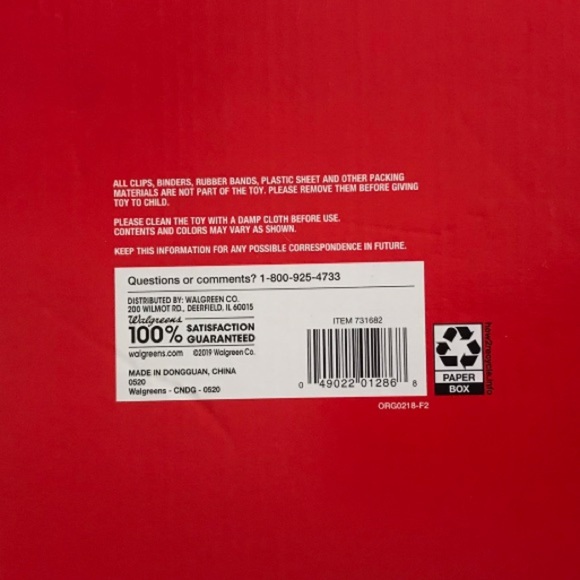 ALL CLIPS, BINDERS, RUBBER BANDS, PLASTIC SHEET AND OTHER PACKING
MATERIALS ARE NOT PART OF THE TOY. PLEASE REMOVE THEM BEFORE GIVING
TOY TO CHILD.
PLEASE CLEAN THE TOY WITH A DAMP CLOTH BEFORE USE.
CONTENTS AND COLORS MAY VARY AS SHOWN.
KEEP THIS INFORMATION FOR ANY POSSIBLE CORRESPONDENCE IN FUTURE.
Questions or comments? 1-800-925-4733
DISTRIBUTED BY: WALGREEN CO.
200 WILMOT RD., DEERFIELD, IL 60015
Walgreens
100% SATISFACTION
GUARANTEED
walgreens.com ©2019 Walgreen Co.
MADE IN DONGGUAN, CHINA
0520
Walgreens - CNDG - 0520
ITEM 731682
0 49022 01286 8
PAPER
BOX
how2recycle.info
ORG0218-F2